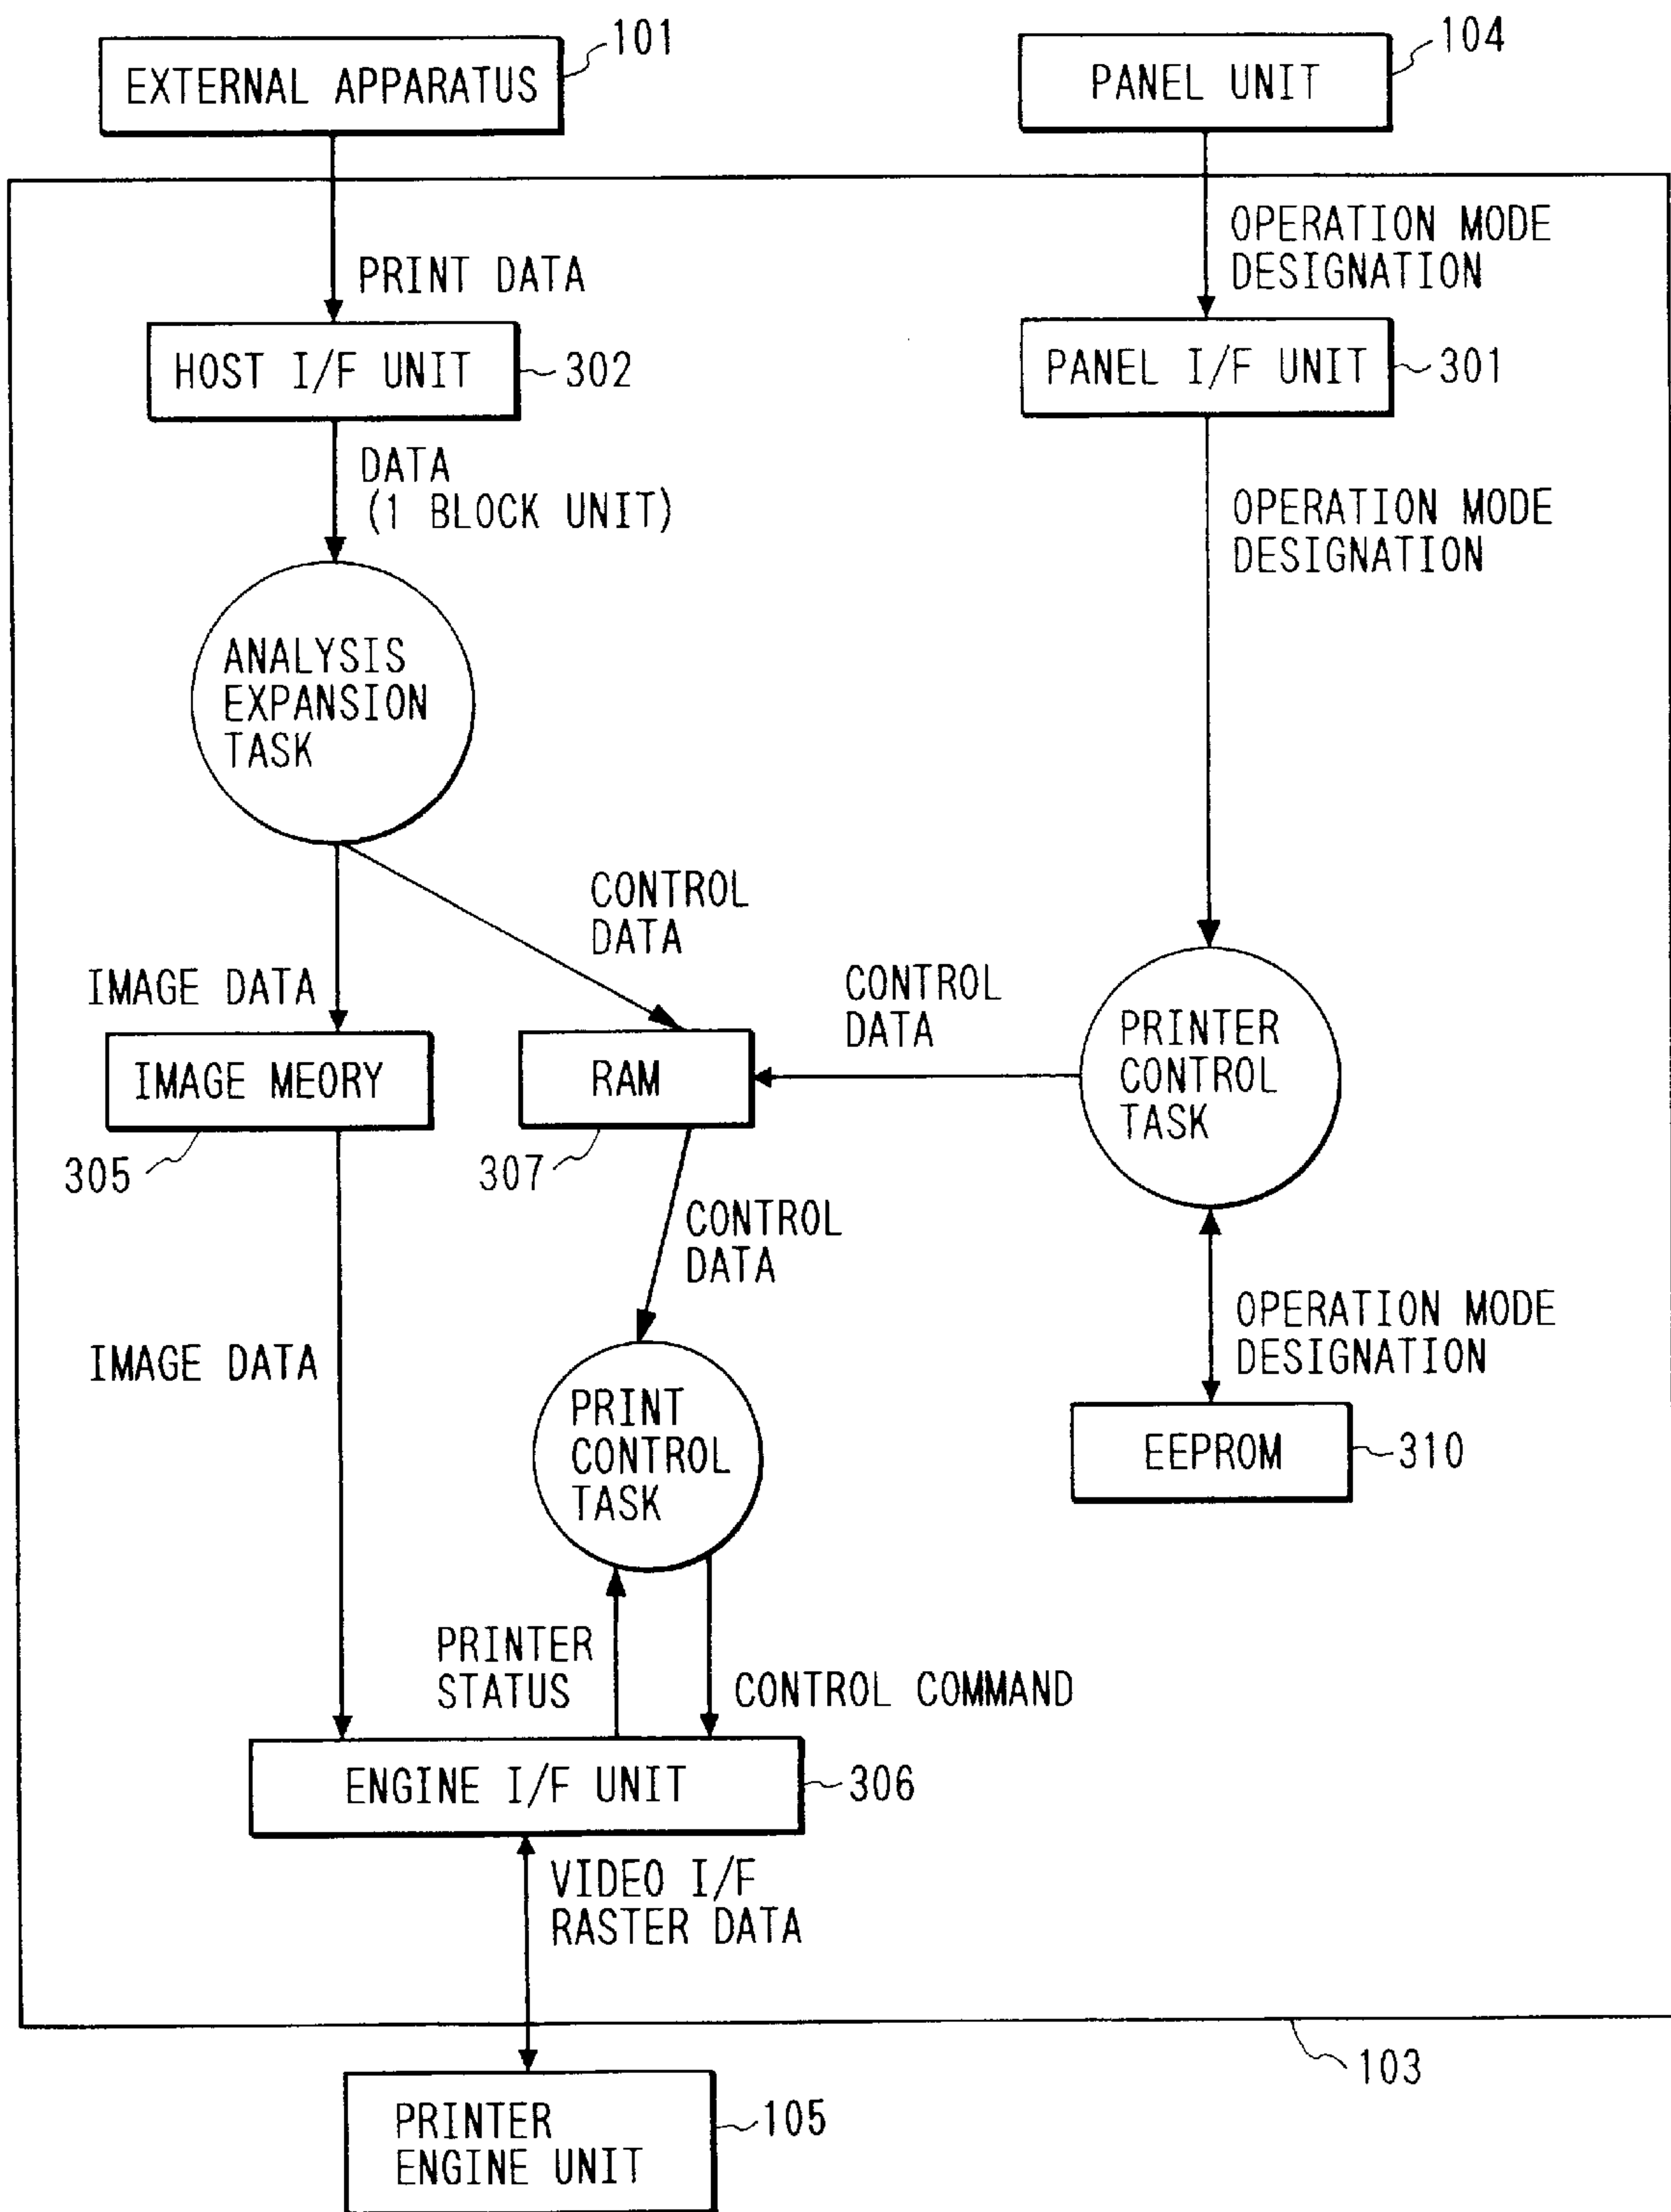 EXTERNAL APPARATUS
101
PANEL UNIT
104
PRINT DATA
OPERATION MODE
DESIGNATION
HOST I/F UNIT
302
PANEL I/F UNIT
301
DATA
(1 BLOCK UNIT)
OPERATION MODE
DESIGNATION
ANALYSIS
EXPANSION
TASK
CONTROL
DATA
IMAGE DATA
CONTROL
DATA
PRINTER
CONTROL
TASK
IMAGE MEORY
305
RAM
307
CONTROL
DATA
IMAGE DATA
OPERATION MODE
DESIGNATION
PRINT
CONTROL
TASK
EEPROM
310
PRINTER
STATUS
CONTROL COMMAND
ENGINE I/F UNIT
306
VIDEO I/F
RASTER DATA
103
PRINTER
ENGINE UNIT
105